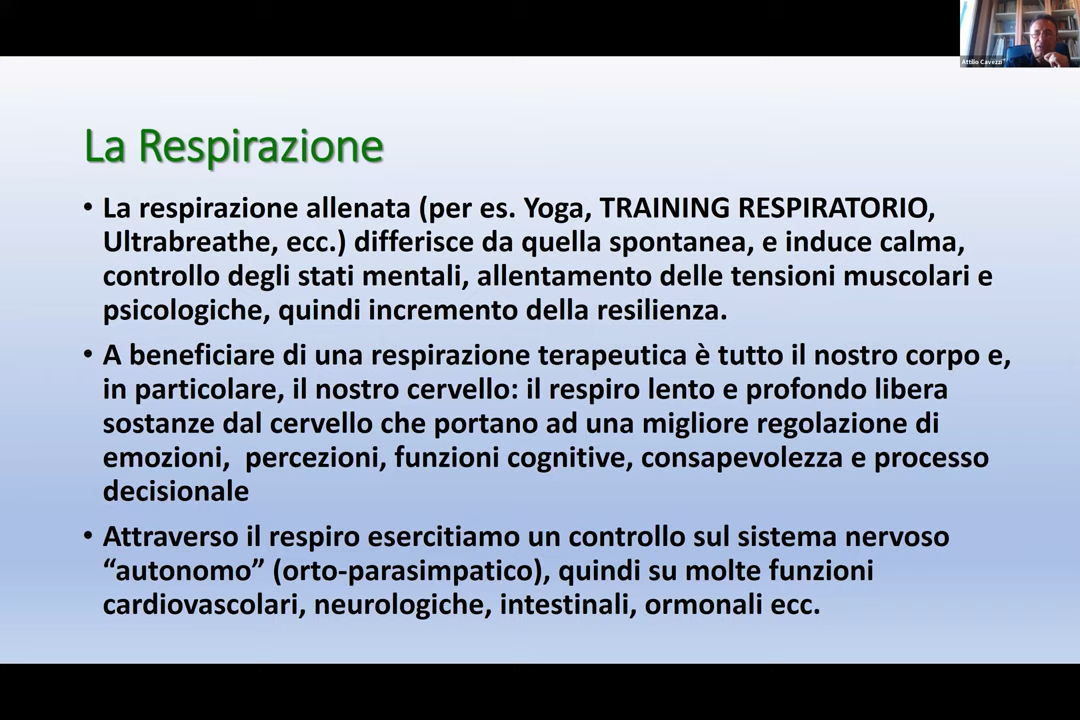 Attilio Cavezzi
La Respirazione
• La respirazione allenata (per es. Yoga, TRAINING RESPIRATORIO,
Ultrabreathe, ecc.) differisce da quella spontanea, e induce calma,
controllo degli stati mentali, allentamento delle tensioni muscolari e
psicologiche, quindi incremento della resilienza.
• A beneficiare di una respirazione terapeutica è tutto il nostro corpo e,
in particolare, il nostro cervello: il respiro lento e profondo libera
sostanze dal cervello che portano ad una migliore regolazione di
emozioni,  percezioni, funzioni cognitive, consapevolezza e processo
decisionale
• Attraverso il respiro esercitiamo un controllo sul sistema nervoso
“autonomo” (orto-parasimpatico), quindi su molte funzioni
cardiovascolari, neurologiche, intestinali, ormonali ecc.